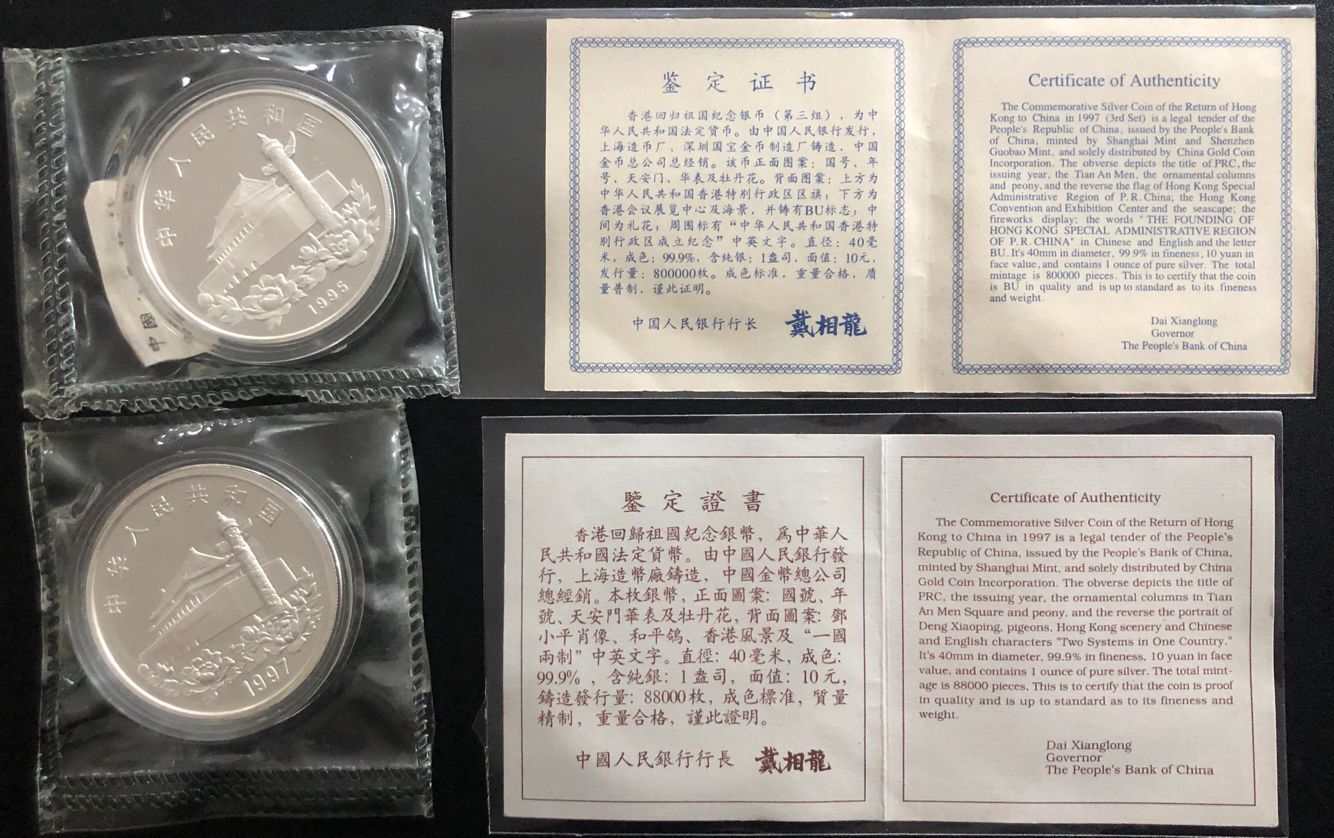 中華人民共和國
1995
中國
鉴定证书
香港回归祖国纪念银币（第三组），为中
华人民共和国法定货币。由中国人民银行发行，
上海造币厂、深圳国宝金币制造厂铸造，中国
金币总公司总经销。该币正面图案：国号、年
号、天安门、华表及牡丹花。背面图案：上方为
中华人民共和国香港特别行政区区旗；下方为
香港会议展览中心及海景，并铸有BU标志；中
间为礼花；周围标有“中华人民共和国香港特
别行政区成立纪念”中英文字。直径：40毫
米，成色：99.9%，含纯银：1盎司，面值：10元，
发行量：800000枚。成色标准，重量合格，质
量普制，谨此证明。
中国人民银行行长 戴相龍
Certificate of Authenticity
The Commemorative Silver Coin of the Return of Hong
Kong to China in 1997 (3rd Set) is a legal tender of the
People's Republic of China, issued by the People's Bank
of China, minted by Shanghai Mint and Shenzhen
Guobao Mint, and solely distributed by China Gold Coin
Incorporation. The obverse depicts the title of PRC, the
issuing year, the Tian An Men, the ornamental columns
and peony, and the reverse the flag of Hong Kong Special
Administrative Region of P.R. China; the Hong Kong
Convention and Exhibition Center and the seascape; the
fireworks display; the words "THE FOUNDING OF
HONG KONG SPECIAL ADMINISTRATIVE REGION
OF P.R. CHINA" in Chinese and English and the letter
BU. It's 40mm in diameter, 99.9% in fineness, 10 yuan in
face value, and contains 1 ounce of pure silver. The total
mintage is 800000 pieces. This is to certify that the coin
is BU in quality and is up to standard as to its fineness
and weight.
Dai Xianglong
Governor
The People's Bank of China
中華人民共和國
1997
鑒定證書
香港回歸祖國紀念銀幣，爲中華人
民共和國法定貨幣。由中國人民銀行發
行，上海造幣廠鑄造，中國金幣總公司
總經銷。本枚銀幣，正面圖案：國號、年
號、天安門華表及牡丹花，背面圖案：鄧
小平肖像、和平鴿、香港風景及“一國
兩制”中英文字。直徑：40毫米，成色：
99.9%，含純銀：1盎司，面值：10元，
鑄造發行量：88000枚，成色標准，質量
精制，重量合格，謹此證明。
中國人民銀行行長 戴相龍
Certificate of Authenticity
The Commemorative Silver Coin of the Return of Hong
Kong to China in 1997 is a legal tender of the People's
Republic of China, issued by the People's Bank of China,
minted by Shanghai Mint, and solely distributed by China
Gold Coin Incorporation. The obverse depicts the title of
PRC, the issuing year, the ornamental columns in Tian
An Men Square and peony, and the reverse the portrait of
Deng Xiaoping, pigeons, Hong Kong scenery and Chinese
and English characters "Two Systems in One Country."
It's 40mm in diameter, 99.9% in fineness, 10 yuan in face
value, and contains 1 ounce of pure silver. The total mint-
age is 88000 pieces. This is to certify that the coin is proof
in quality and is up to standard as to its fineness and
weight.
Dai Xianglong
Governor
The People's Bank of China